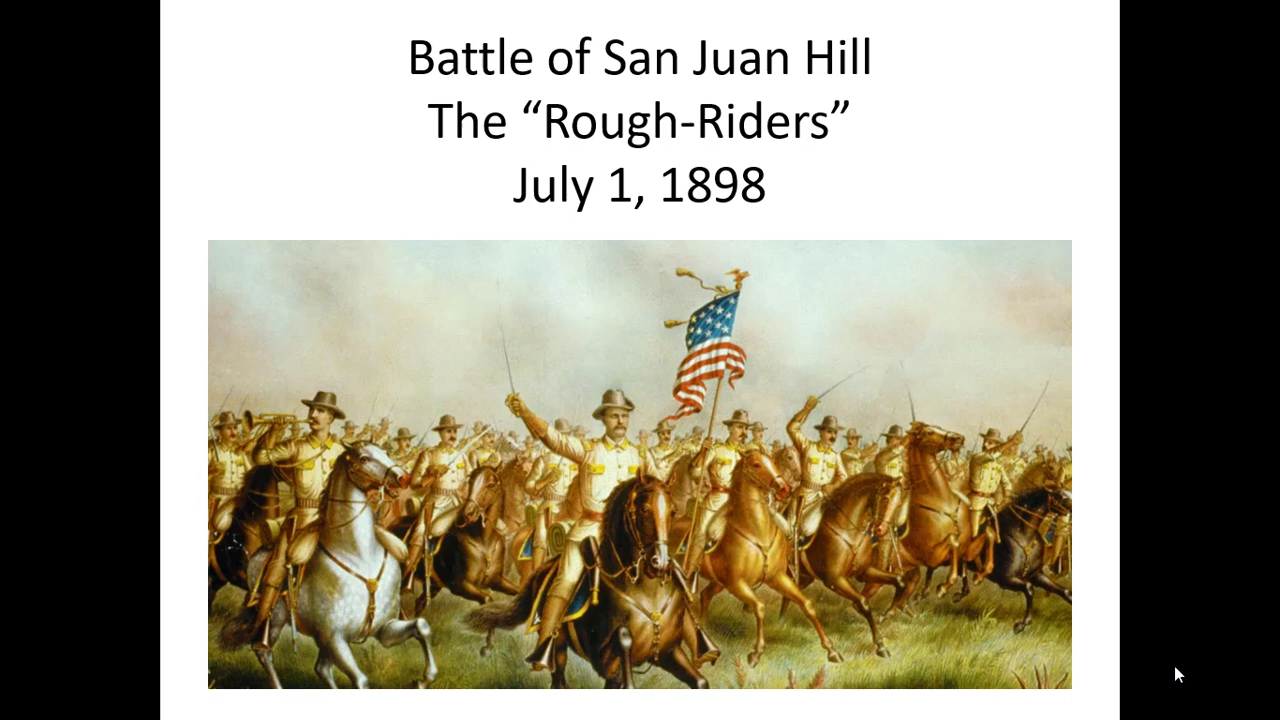 Battle of San Juan Hill
The “Rough-Riders”
July 1, 1898